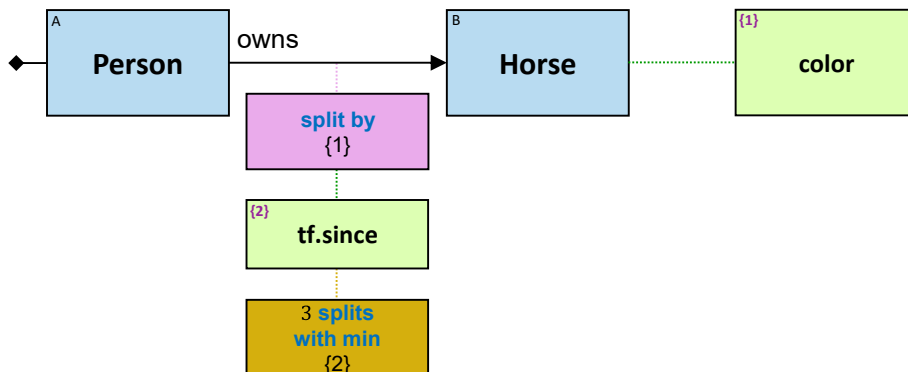 A
Person
owns
B
Horse
{1}
color
split by
{1}
{2}
tf.since
3 splits
with min
{2}